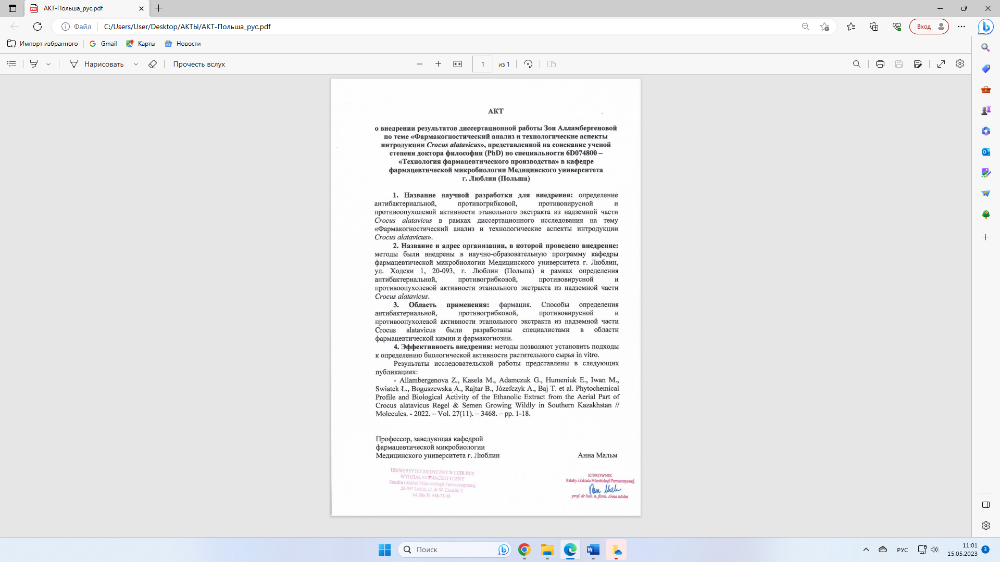 АКТ-Польша_рус.pdf
Файл
C:/Users/User/Desktop/АКТЫ/АКТ-Польша_рус.pdf
Вход
Импорт избранного
Gmail
Карты
Новости
Нарисовать
Прочесть вслух
1
из 1
АКТ
о внедрении результатов диссертационной работы Зои Алламбергеновой
по теме «Фармакогностический анализ и технологические аспекты
интродукции Crocus alatavicus», представленной на соискание ученой
степени доктора философии (PhD) по специальности 6D074800 –
«Технология фармацевтического производства» в кафедре
фармацевтической микробиологии Медицинского университета
г. Люблин (Польша)
1. Название научной разработки для внедрения: определение
антибактериальной, противогрибковой, противовирусной и
противоопухолевой активности этанольного экстракта из надземной части
Crocus alatavicus в рамках диссертационного исследования на тему
«Фармакогностический анализ и технологические аспекты интродукции
Crocus alatavicus».
2. Название и адрес организации, в которой проведено внедрение:
методы были внедрены в научно-образовательную программу кафедры
фармацевтической микробиологии Медицинского университета г. Люблин,
ул. Ходски 1, 20-093, г. Люблин (Польша) в рамках определения
антибактериальной, противогрибковой, противовирусной и
противоопухолевой активности этанольного экстракта из надземной части
Crocus alatavicus.
3. Область применения: фармация. Способы определения
антибактериальной, противогрибковой, противовирусной и
противоопухолевой активности этанольного экстракта из надземной части
Crocus alatavicus были разработаны специалистами в области
фармацевтической химии и фармакогнозии.
4. Эффективность внедрения: методы позволяют установить подходы
к определению биологической активности растительного сырья in vitro.
Результаты исследовательской работы представлены в следующих
публикациях:
- Allambergenova Z., Kasela M., Adamczuk G., Humeniuk E., Iwan M.,
Swiatek Ł., Boguszewska A., Rajtar B., Józefczyk A., Baj T. et al. Phytochemical
Profile and Biological Activity of the Ethanolic Extract from the Aerial Part of
Crocus alatavicus Regel & Semen Growing Wildly in Southern Kazakhstan //
Molecules. - 2022. – Vol. 27(11). – 3468. – pp. 1-18.
Профессор, заведующая кафедрой
фармацевтической микробиологии
Медицинского университета г. Люблин
Анна Мальм
UNIWERSYTET MEDYCZNY W LUBLINIE
WYDZIAŁ FARMACEUTYCZNY
Katedra i Zakład Mikrobiologii Farmaceutycznej
20-093 Lublin, ul. dr W. Chodzki 1
tel./fax 81 448-71-00
KIEROWNIK
Katedry i Zakładu Mikrobiologii Farmaceutycznej
prof. dr hab. n. farm. Anna Malm
Поиск
РУС
11:01
15.05.2023
3